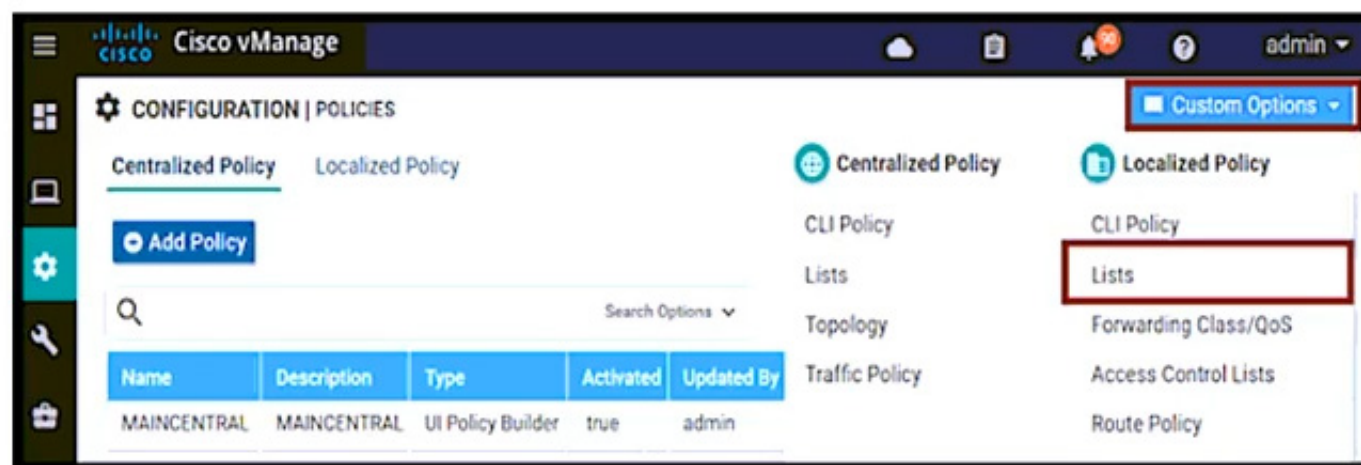 cisco Cisco vManage 90 ? admin
CONFIGURATION | POLICIES
Custom Options
Centralized Policy Localized Policy
Add Policy
Search Options
Name Description Type Activated Updated By
MAINCENTRAL MAINCENTRAL UI Policy Builder true admin
Centralized Policy
CLI Policy
Lists
Topology
Traffic Policy
Localized Policy
CLI Policy
Lists
Forwarding Class/QoS
Access Control Lists
Route Policy